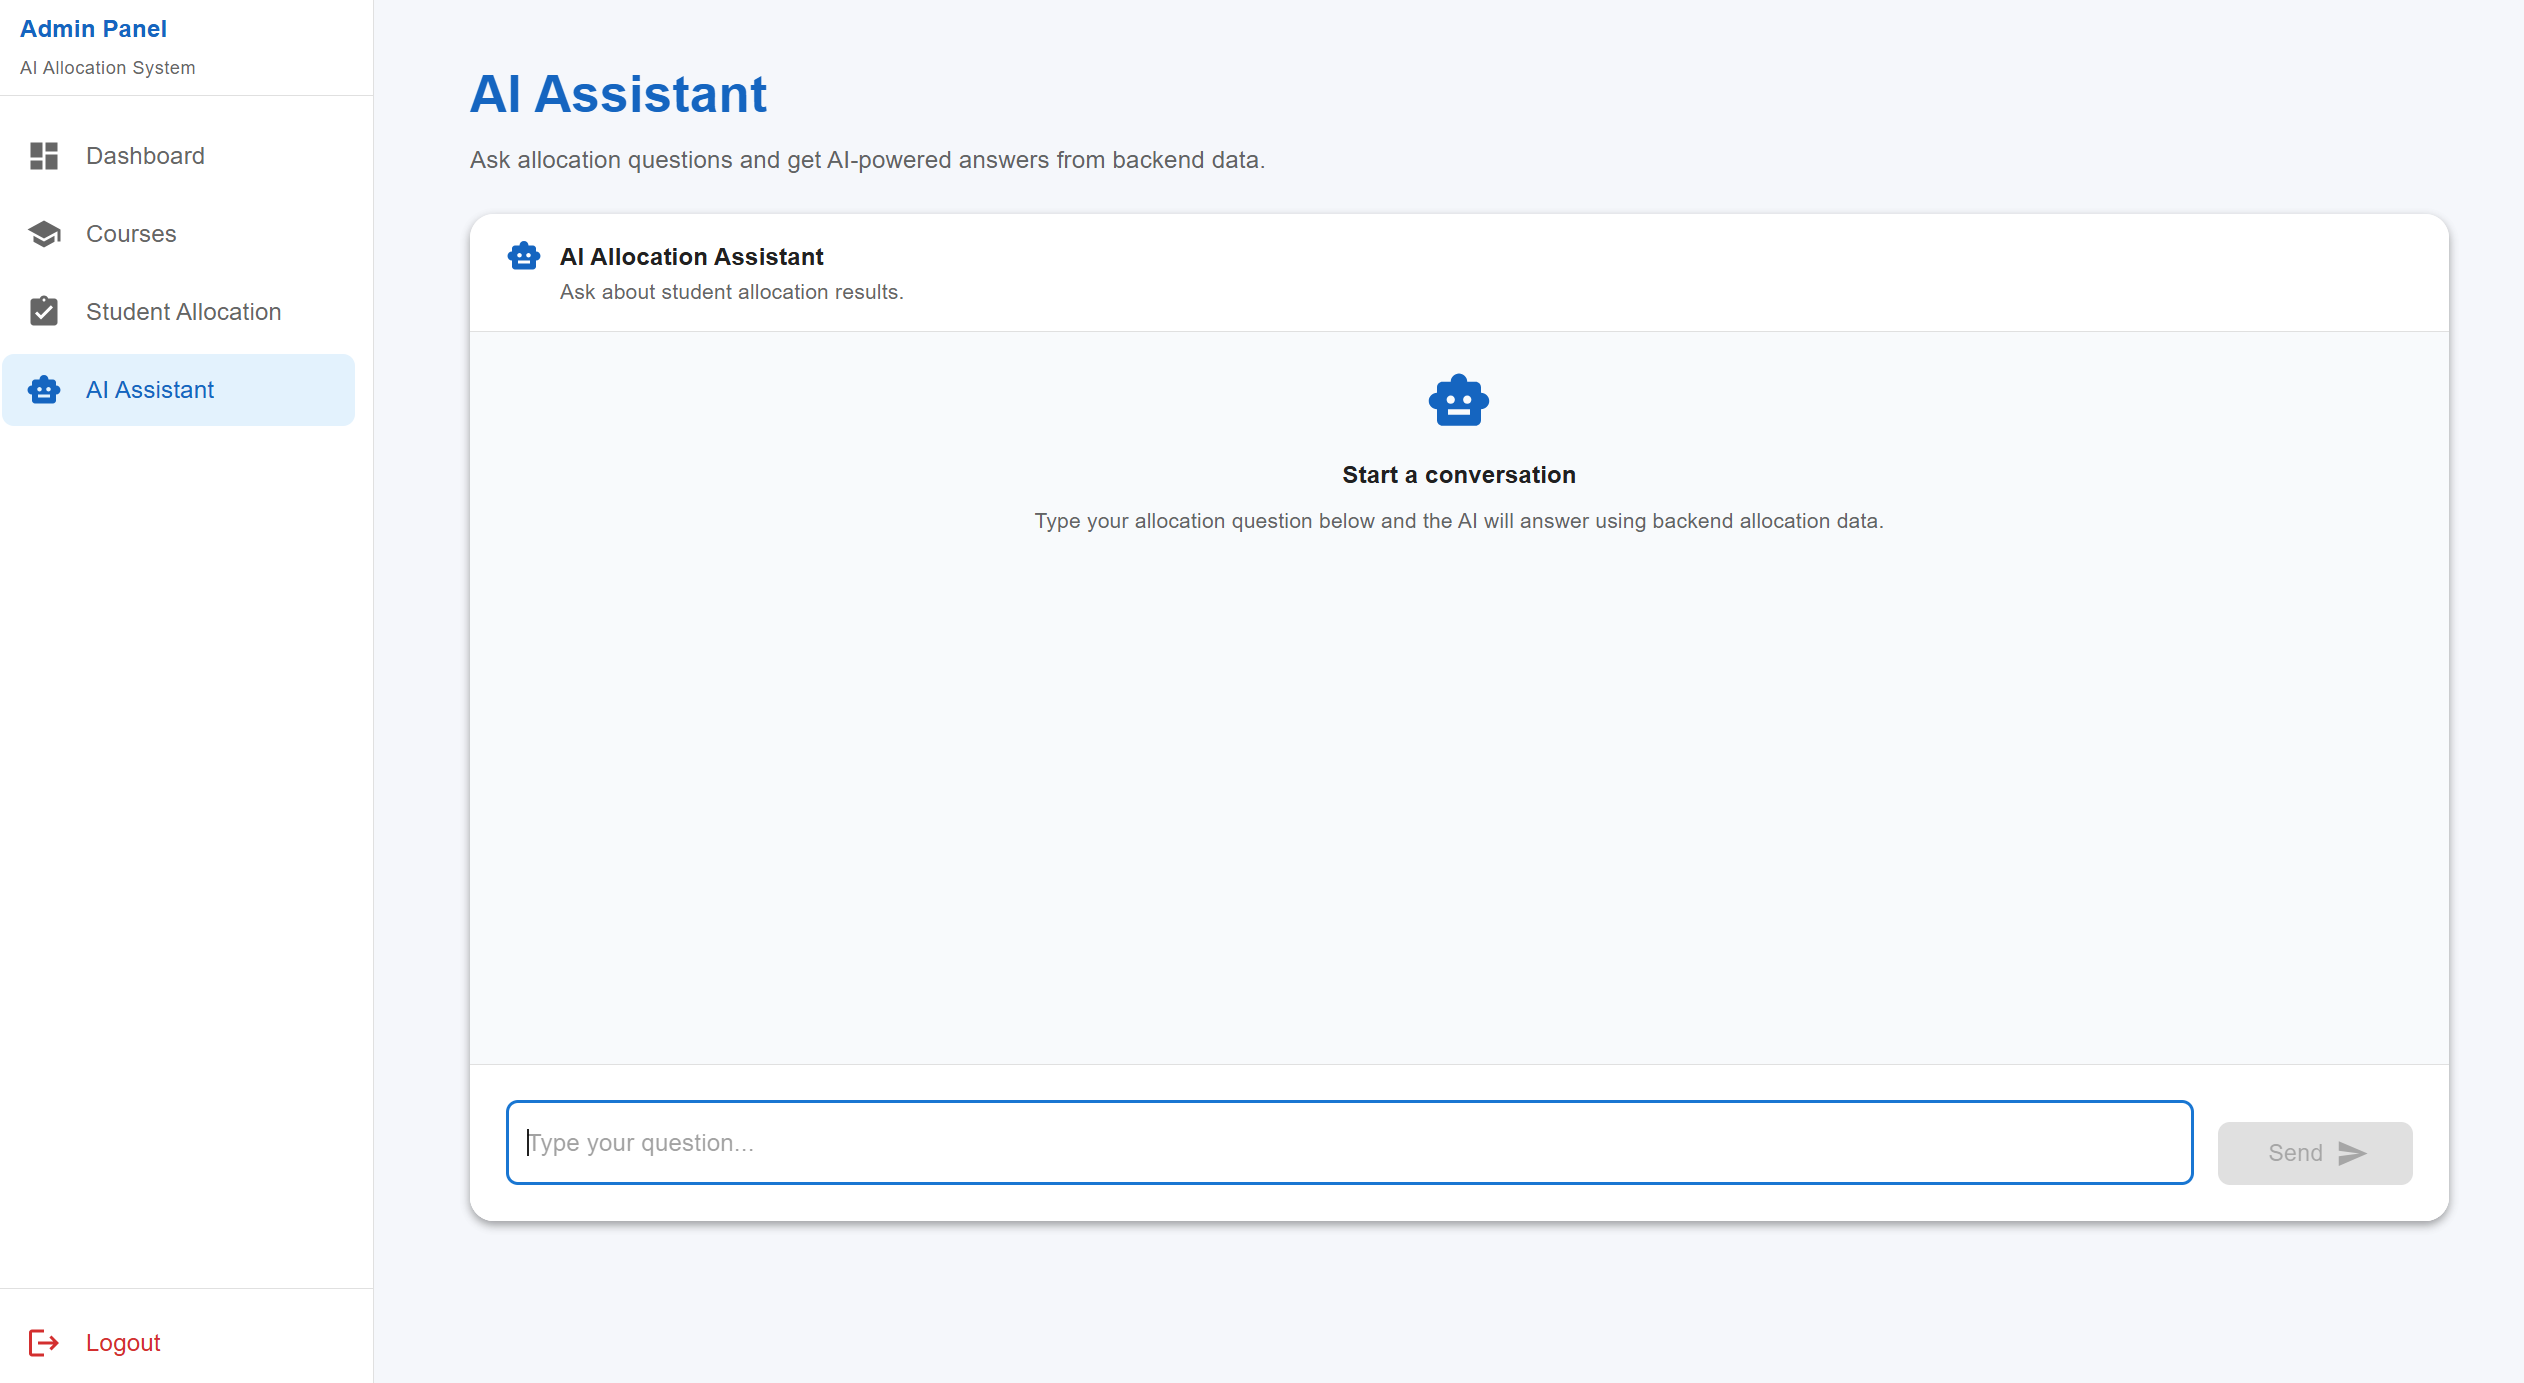 Admin Panel
AI Allocation System
Dashboard
Courses
Student Allocation
AI Assistant
Logout
AI Assistant
Ask allocation questions and get AI-powered answers from backend data.
AI Allocation Assistant
Ask about student allocation results.
Start a conversation
Type your allocation question below and the AI will answer using backend allocation data.
Type your question...
Send